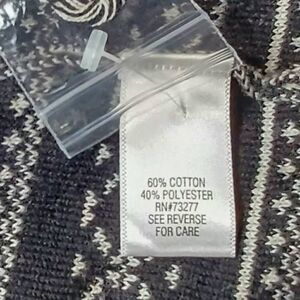 60% COTTON
40% POLYESTER
RN#73277
SEE REVERSE
FOR CARE